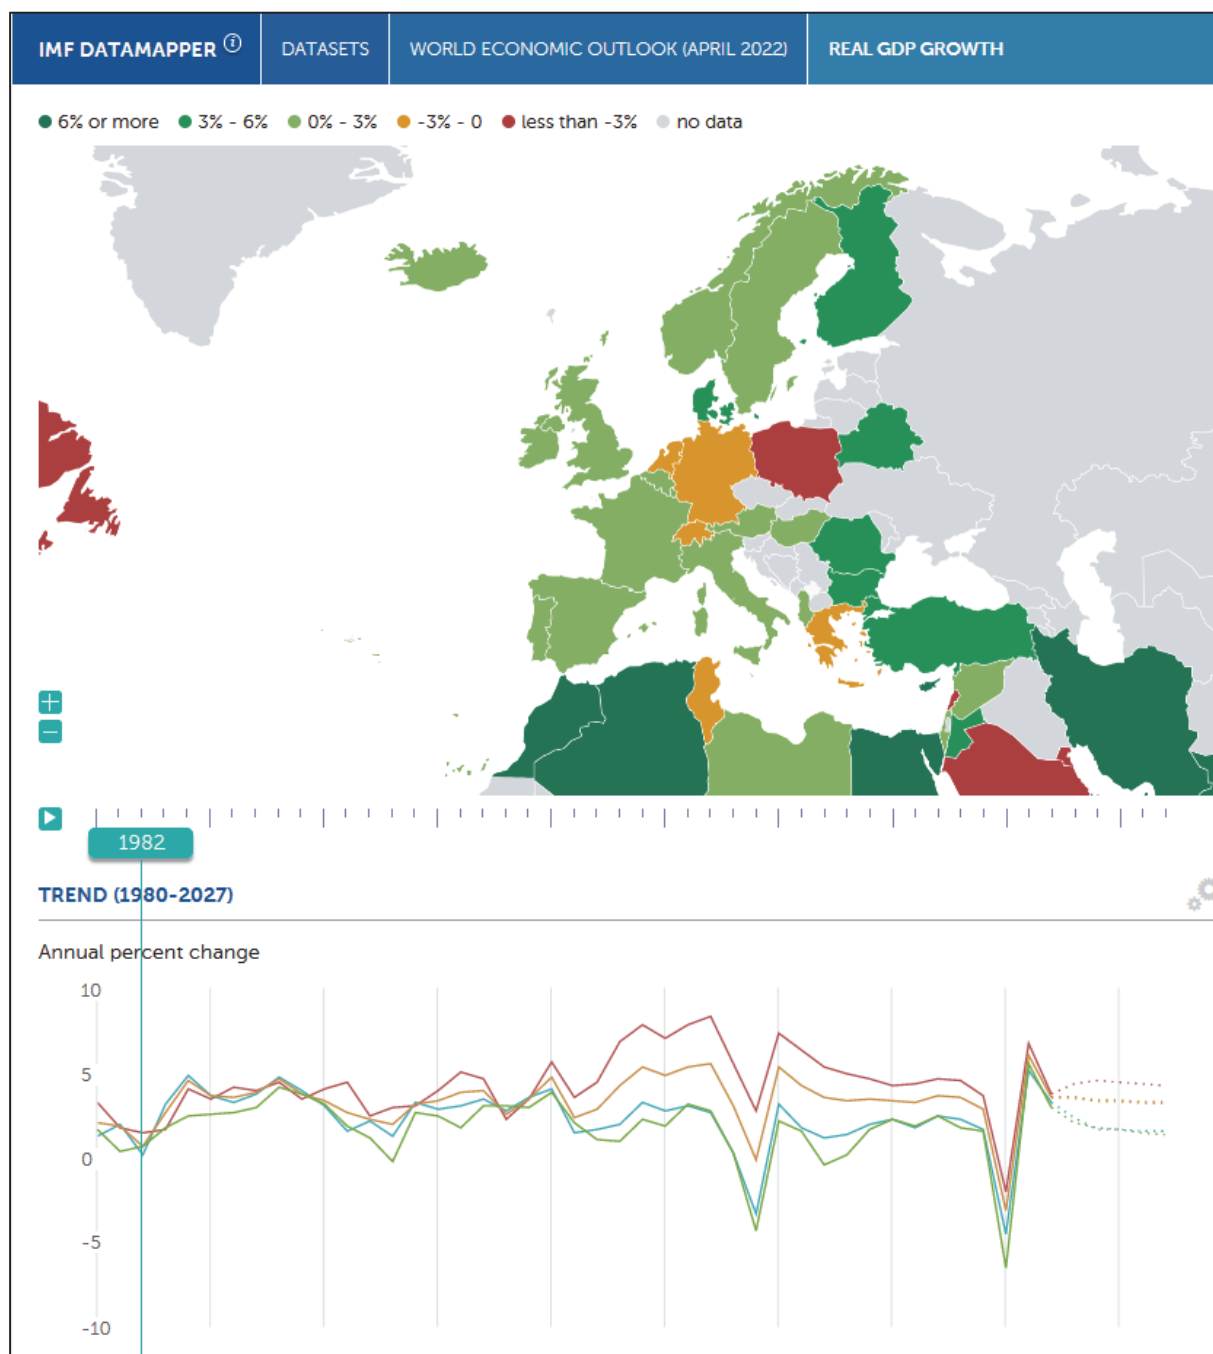 IMF DATAMAPPER i DATASETS WORLD ECONOMIC OUTLOOK (APRIL 2022) REAL GDP GROWTH
6% or more 3% - 6% 0% - 3% -3% - 0 less than -3% no data
+
−
1982
TREND (1980-2027)
Annual percent change
10
5
0
-5
-10